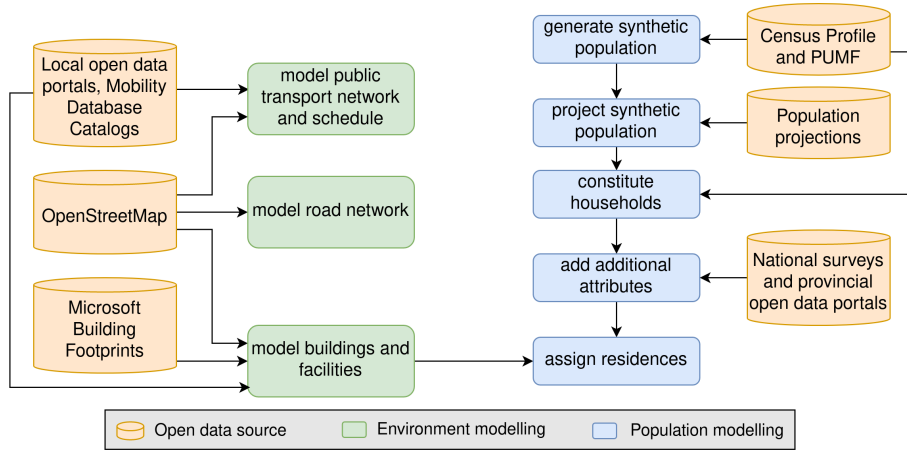 Local open data
portals, Mobility
Database
Catalogs
OpenStreetMap
Microsoft
Building
Footprints
model public
transport network
and schedule
model road network
model buildings and
facilities
generate synthetic
population
project synthetic
population
constitute
households
add additional
attributes
assign residences
Census Profile
and PUMF
Population
projections
National surveys
and provincial
open data portals
Open data source
Environment modelling
Population modelling